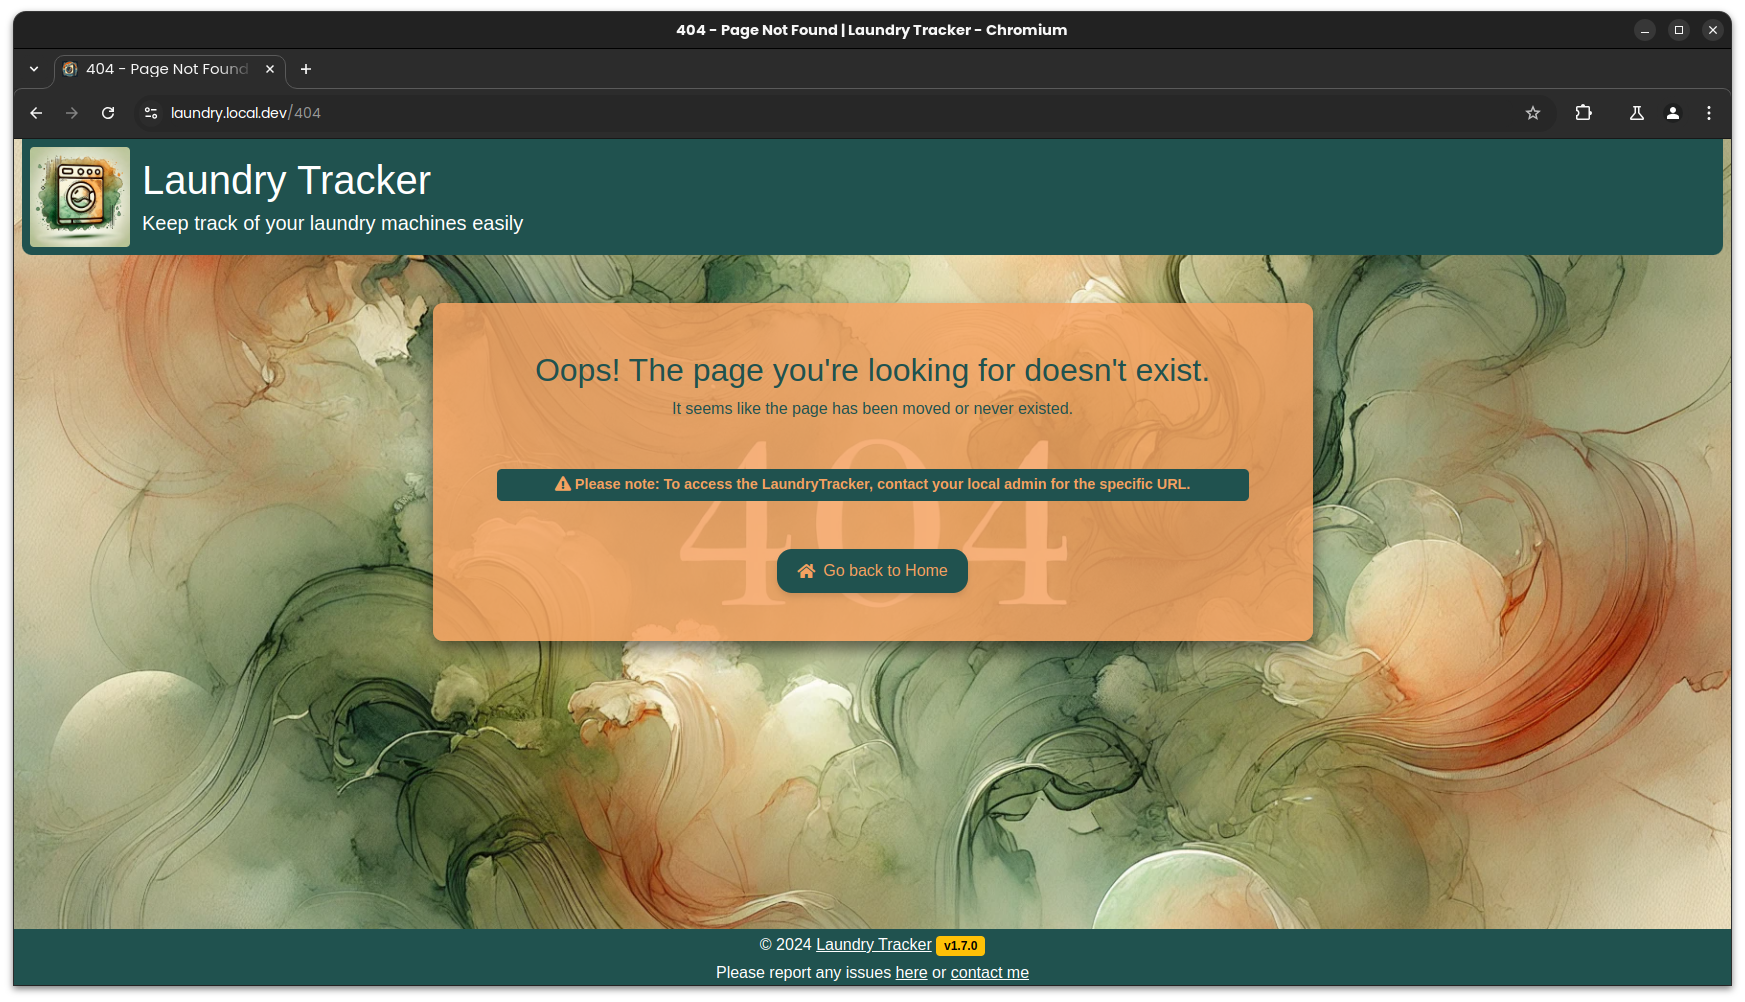 404 - Page Not Found | Laundry Tracker - Chromium
404 - Page Not Found
laundry.local.dev/404
Laundry Tracker
Keep track of your laundry machines easily
Oops! The page you're looking for doesn't exist.
It seems like the page has been moved or never existed.
404
Please note: To access the LaundryTracker, contact your local admin for the specific URL.
Go back to Home
© 2024 Laundry Tracker v1.7.0
Please report any issues here or contact me